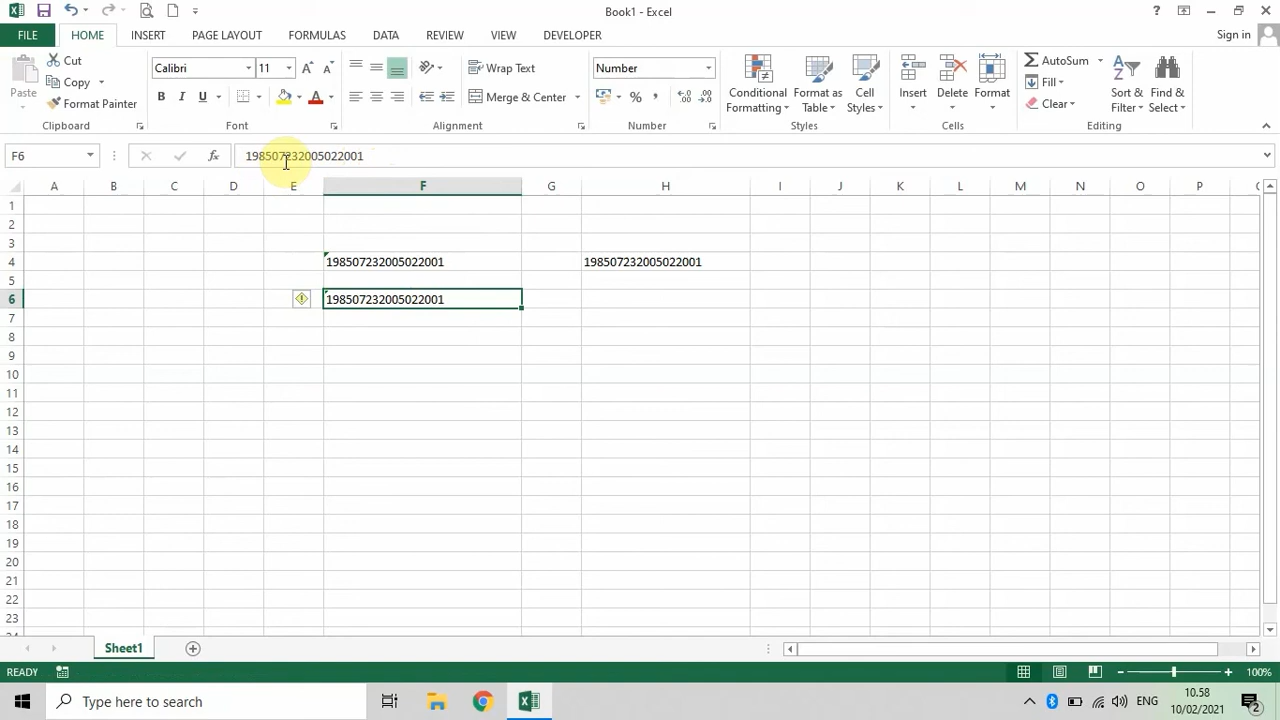 Book1 - Excel
?
FILE HOME INSERT PAGE LAYOUT FORMULAS DATA REVIEW VIEW DEVELOPER Sign in
Paste
Cut
Copy
Format Painter
Clipboard
Calibri 11
B I U
Font
Wrap Text
Merge & Center
Alignment
Number
%
Number
Conditional Formatting
Format as Table
Cell Styles
Styles
Insert
Delete
Format
Cells
AutoSum
Fill
Clear
Sort & Filter
Find & Select
Editing
F6 fx 198507232005022001
A B C D E F G H I J K L M N O P
1
2
3
4 198507232005022001 198507232005022001
5
6 198507232005022001
7
8
9
10
11
12
13
14
15
16
17
18
19
20
21
22
23
Sheet1
READY 100%
Type here to search
ENG
10.58
10/02/2021
2